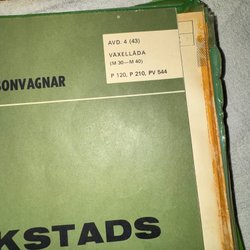 AVD. 4 (43)
VÄXELLÅDA
(M 30—M 40)
P 120, P 210, PV 544
SONVAGNAR
KSTADS